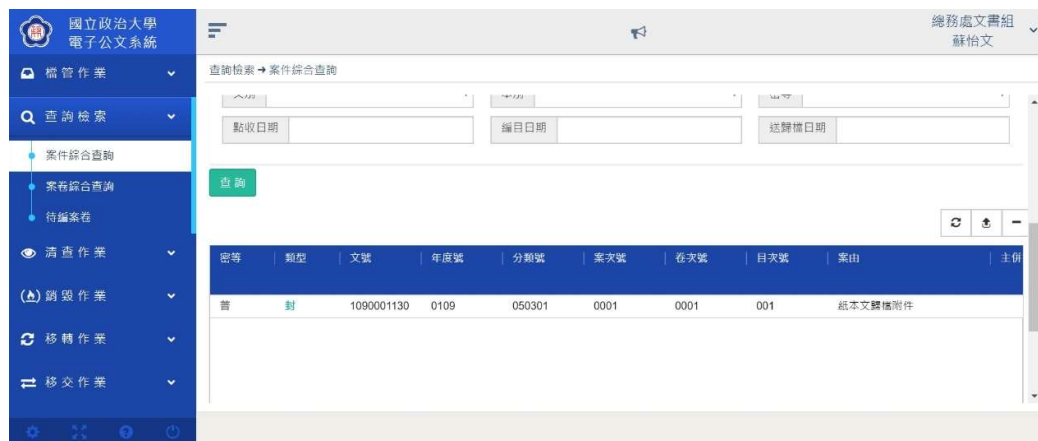 國立政治大學
電子公文系統
總務處文書組
蘇怡文
檔管作業
查詢檢索
案件綜合查詢
案卷綜合查詢
待編案卷
清查作業
銷毀作業
移轉作業
移交作業
查詢檢索 → 案件綜合查詢
點收日期 編目日期 送歸檔日期
查詢
密等 類型 文號 年度號 分類號 案次號 卷次號 目次號 案由 主併
普 封 1090001130 0109 050301 0001 0001 001 紙本文歸檔附件